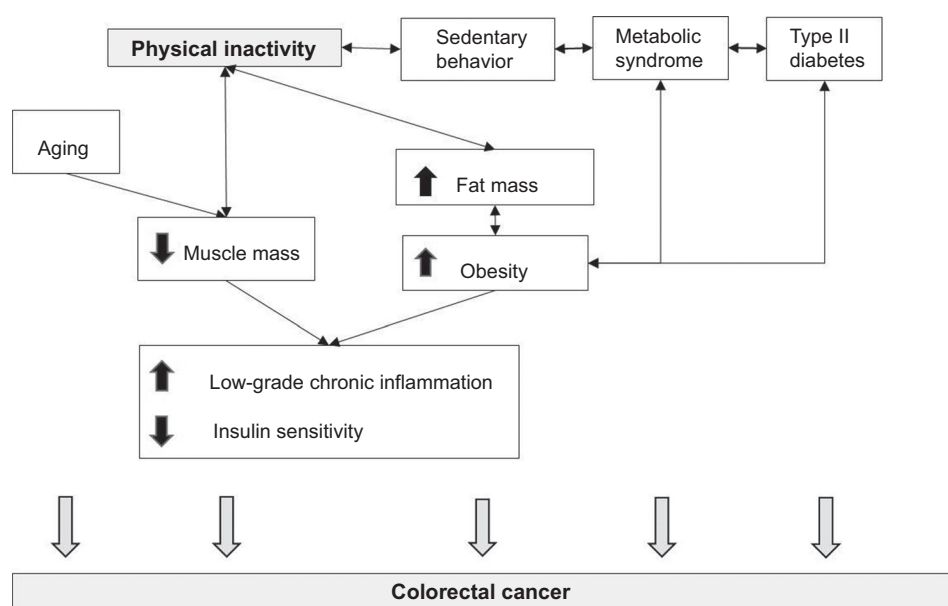 Physical inactivity
Sedentary
behavior
Metabolic
syndrome
Type II
diabetes
Aging
Fat mass
Muscle mass
Obesity
Low-grade chronic inflammation
Insulin sensitivity
Colorectal cancer